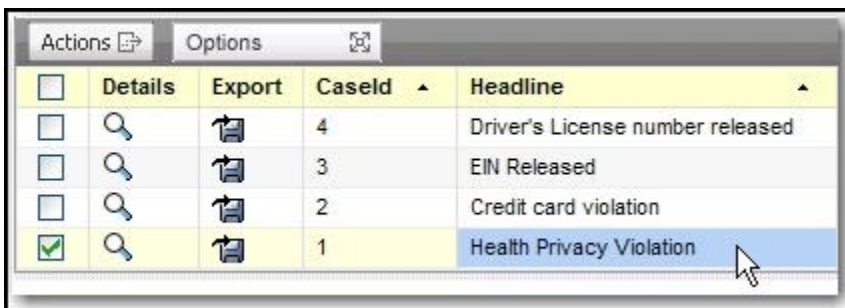 Actions Options
Details Export CaseId Headline
4 Driver's License number released
3 EIN Released
2 Credit card violation
1 Health Privacy Violation